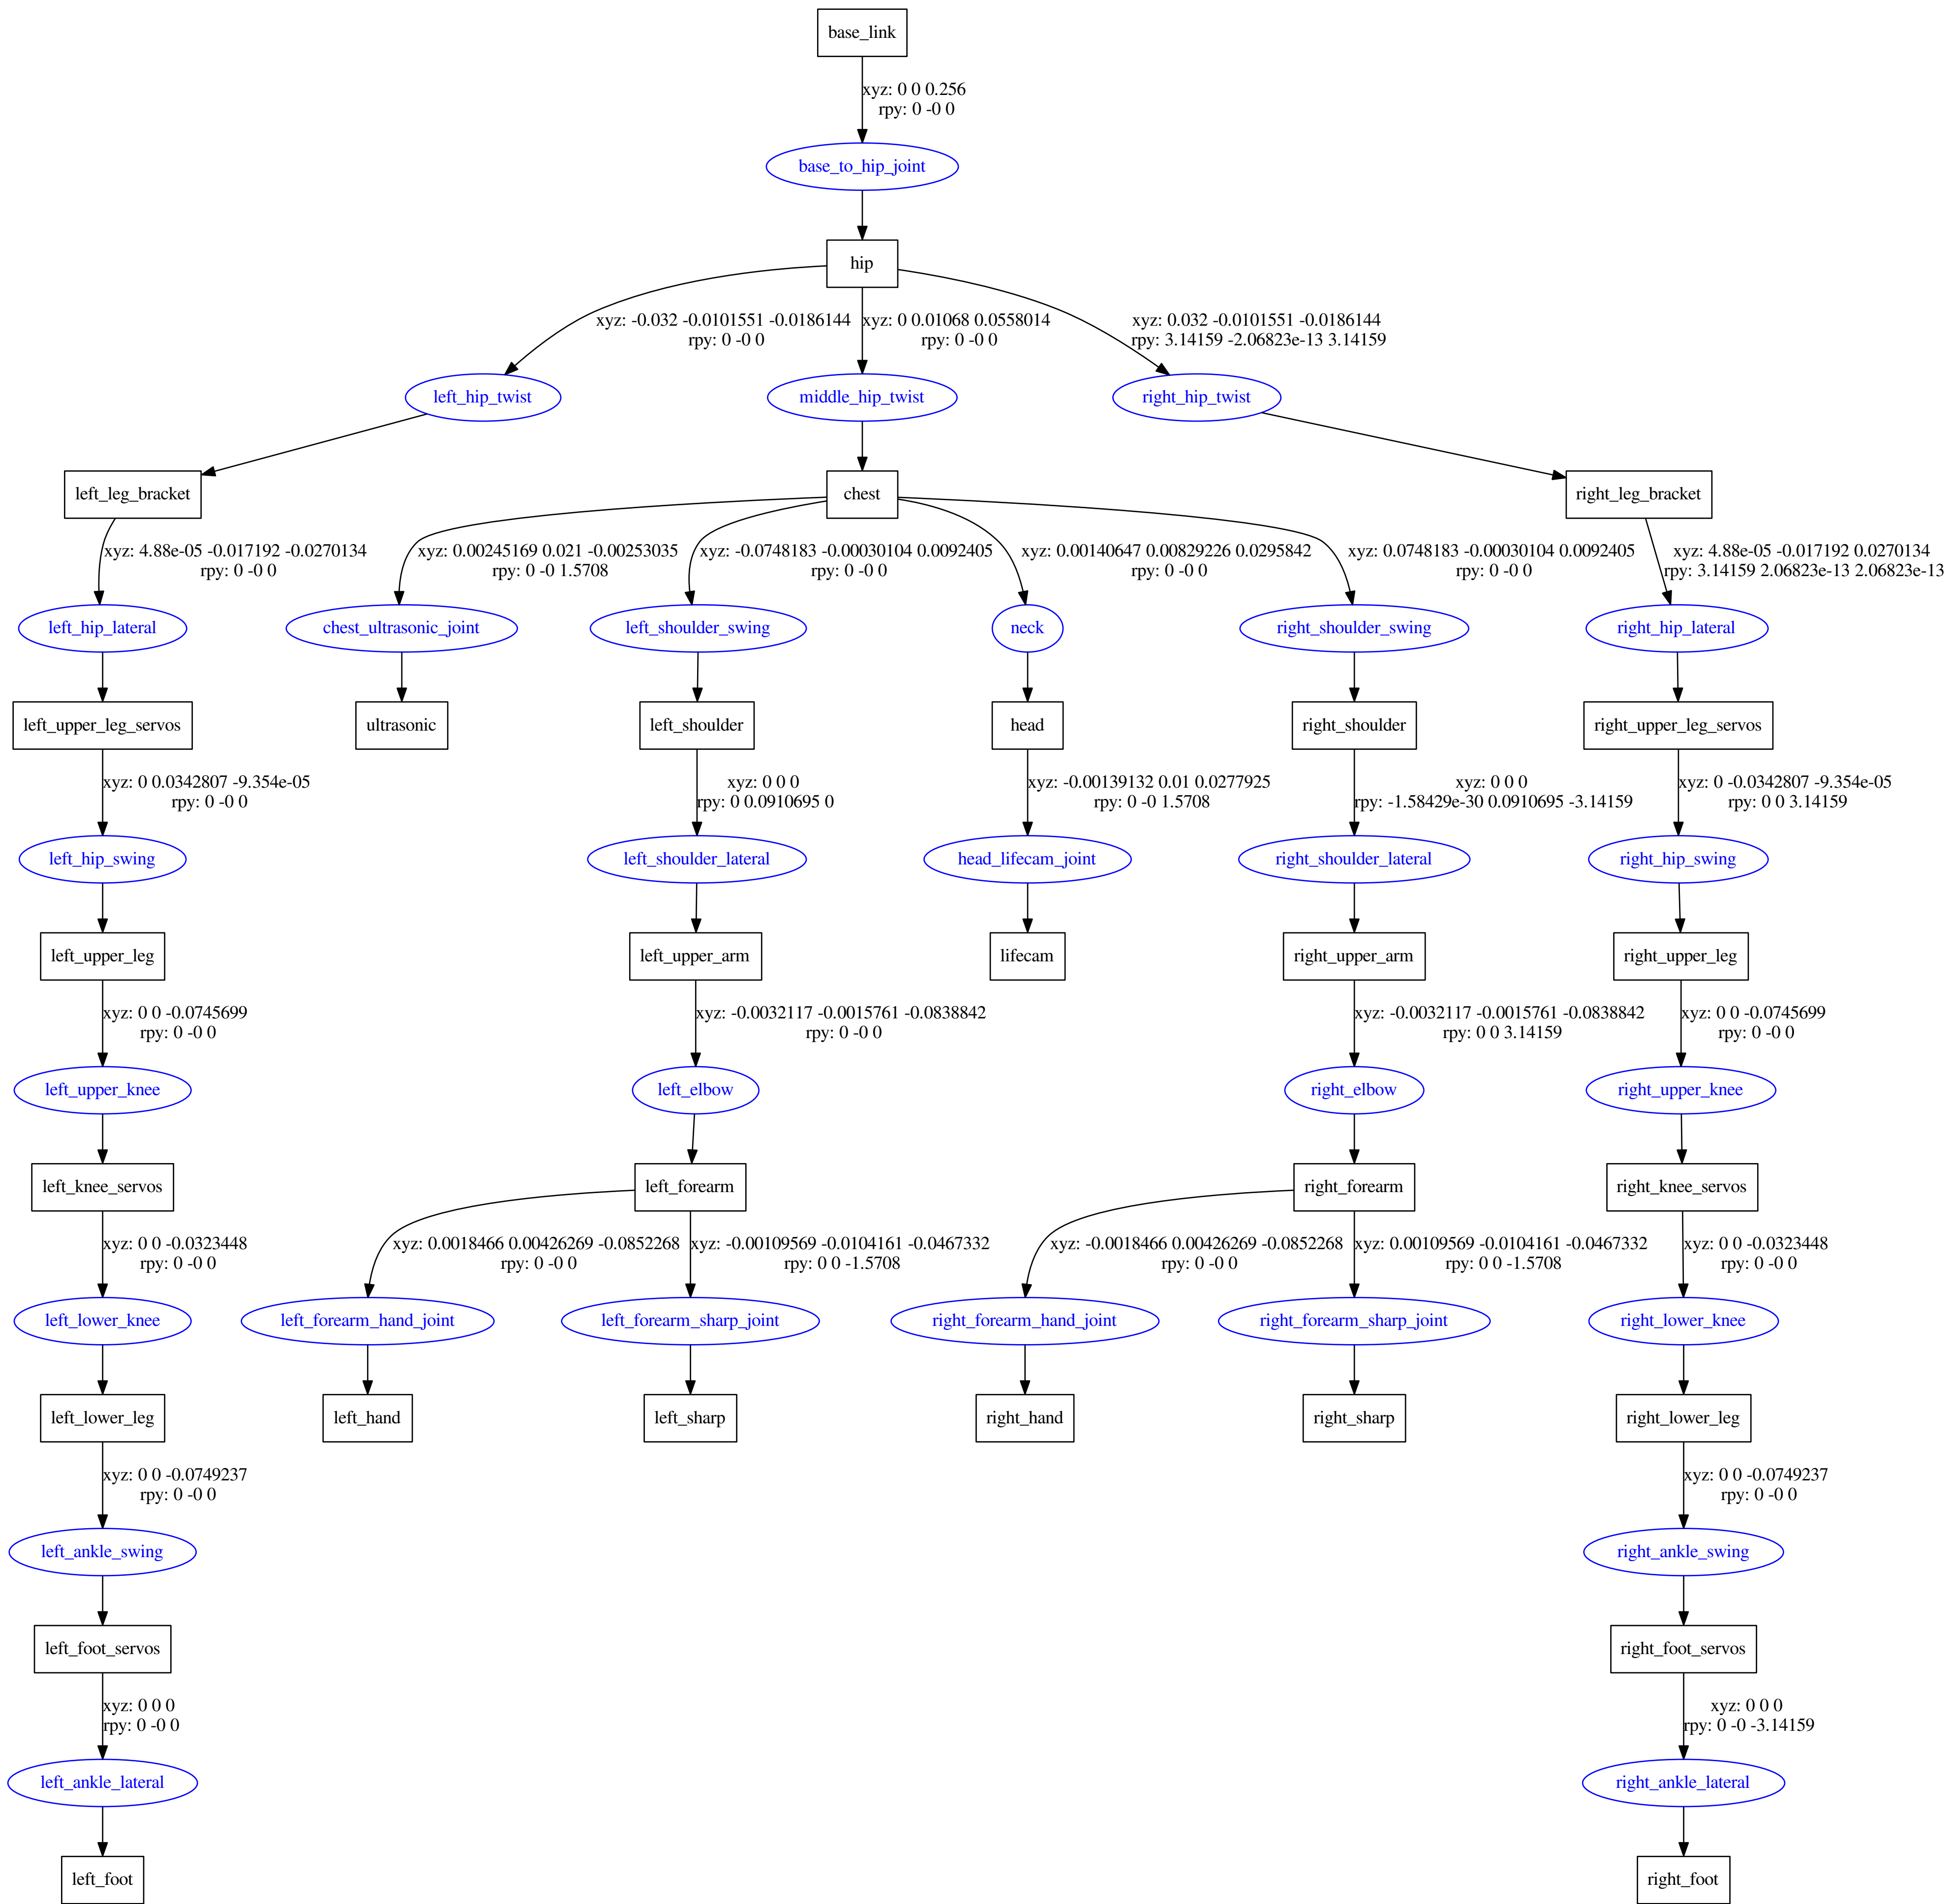 base_link
xyz: 0 0 0.256
rpy: 0 -0 0
base_to_hip_joint
hip
xyz: -0.032 -0.0101551 -0.0186144
rpy: 0 -0 0
xyz: 0 0.01068 0.0558014
rpy: 0 -0 0
xyz: 0.032 -0.0101551 -0.0186144
rpy: 3.14159 -2.06823e-13 3.14159
left_hip_twist
middle_hip_twist
right_hip_twist
left_leg_bracket
chest
right_leg_bracket
xyz: 4.88e-05 -0.017192 -0.0270134
rpy: 0 -0 0
xyz: 0.00245169 0.021 -0.00253035
rpy: 0 -0 1.5708
xyz: -0.0748183 -0.00030104 0.0092405
rpy: 0 -0 0
xyz: 0.00140647 0.00829226 0.0295842
rpy: 0 -0 0
xyz: 0.0748183 -0.00030104 0.0092405
rpy: 0 -0 0
xyz: 4.88e-05 -0.017192 0.0270134
rpy: 3.14159 2.06823e-13 2.06823e-13
left_hip_lateral
chest_ultrasonic_joint
left_shoulder_swing
neck
right_shoulder_swing
right_hip_lateral
left_upper_leg_servos
ultrasonic
left_shoulder
head
right_shoulder
right_upper_leg_servos
xyz: 0 0.0342807 -9.354e-05
rpy: 0 -0 0
xyz: 0 0 0
rpy: 0 0.0910695 0
xyz: -0.00139132 0.01 0.0277925
rpy: 0 -0 1.5708
xyz: 0 0 0
rpy: -1.58429e-30 0.0910695 -3.14159
xyz: 0 -0.0342807 -9.354e-05
rpy: 0 0 3.14159
left_hip_swing
left_shoulder_lateral
head_lifecam_joint
right_shoulder_lateral
right_hip_swing
left_upper_leg
left_upper_arm
lifecam
right_upper_arm
right_upper_leg
xyz: 0 0 -0.0745699
rpy: 0 -0 0
xyz: -0.0032117 -0.0015761 -0.0838842
rpy: 0 -0 0
xyz: -0.0032117 -0.0015761 -0.0838842
rpy: 0 0 3.14159
xyz: 0 0 -0.0745699
rpy: 0 -0 0
left_upper_knee
left_elbow
right_elbow
right_upper_knee
left_knee_servos
left_forearm
right_forearm
right_knee_servos
xyz: 0 0 -0.0323448
rpy: 0 -0 0
xyz: 0.0018466 0.00426269 -0.0852268
rpy: 0 -0 0
xyz: -0.00109569 -0.0104161 -0.0467332
rpy: 0 0 -1.5708
xyz: -0.0018466 0.00426269 -0.0852268
rpy: 0 -0 0
xyz: 0.00109569 -0.0104161 -0.0467332
rpy: 0 0 -1.5708
xyz: 0 0 -0.0323448
rpy: 0 -0 0
left_lower_knee
left_forearm_hand_joint
left_forearm_sharp_joint
right_forearm_hand_joint
right_forearm_sharp_joint
right_lower_knee
left_lower_leg
left_hand
left_sharp
right_hand
right_sharp
right_lower_leg
xyz: 0 0 -0.0749237
rpy: 0 -0 0
xyz: 0 0 -0.0749237
rpy: 0 -0 0
left_ankle_swing
right_ankle_swing
left_foot_servos
right_foot_servos
xyz: 0 0 0
rpy: 0 -0 0
xyz: 0 0 0
rpy: 0 -0 -3.14159
left_ankle_lateral
right_ankle_lateral
left_foot
right_foot